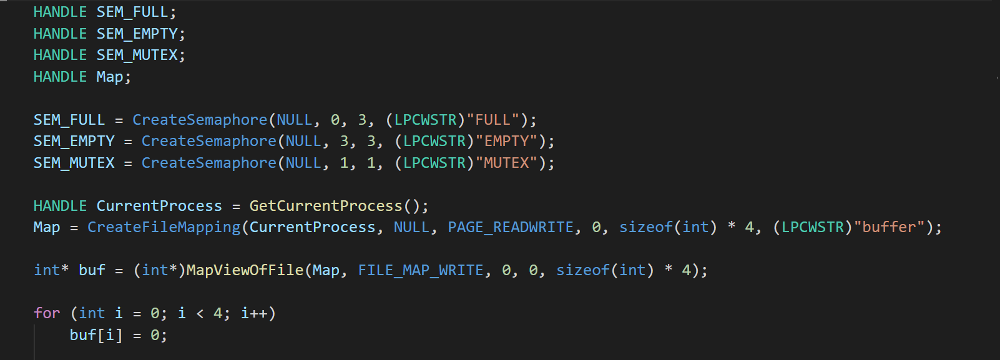 HANDLE SEM_FULL;
HANDLE SEM_EMPTY;
HANDLE SEM_MUTEX;
HANDLE Map;
SEM_FULL = CreateSemaphore(NULL, 0, 3, (LPCWSTR)"FULL");
SEM_EMPTY = CreateSemaphore(NULL, 3, 3, (LPCWSTR)"EMPTY");
SEM_MUTEX = CreateSemaphore(NULL, 1, 1, (LPCWSTR)"MUTEX");
HANDLE CurrentProcess = GetCurrentProcess();
Map = CreateFileMapping(CurrentProcess, NULL, PAGE_READWRITE, 0, sizeof(int) * 4, (LPCWSTR)"buffer");
int* buf = (int*)MapViewOfFile(Map, FILE_MAP_WRITE, 0, 0, sizeof(int) * 4);
for (int i = 0; i < 4; i++)
    buf[i] = 0;